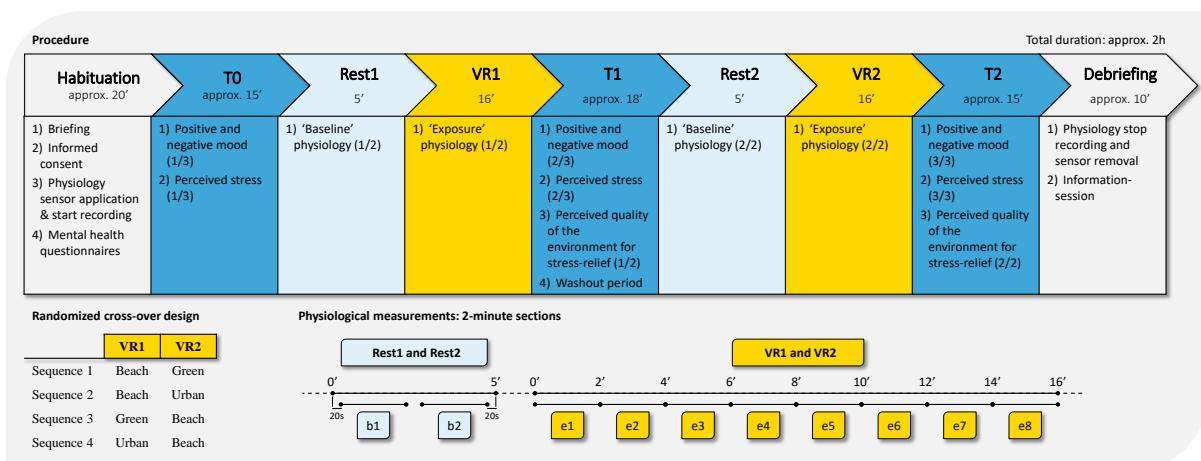 Procedure
Total duration: approx. 2h
Habituation
approx. 20’
T0
approx. 15’
Rest1
5’
VR1
16’
T1
approx. 18’
Rest2
5’
VR2
16’
T2
approx. 15’
Debriefing
approx. 10’
1) Briefing
2) Informed
consent
3) Physiology
sensor application
& start recording
4) Mental health
questionnaires
1) Positive and
negative mood
(1/3)
2) Perceived stress
(1/3)
1) ‘Baseline’
physiology (1/2)
1) ‘Exposure’
physiology (1/2)
1) Positive and
negative mood
(2/3)
2) Perceived stress
(2/3)
3) Perceived quality
of the
environment for
stress-relief (1/2)
4) Washout period
1) ‘Baseline’
physiology (2/2)
1) ‘Exposure’
physiology (2/2)
1) Positive and
negative mood
(3/3)
2) Perceived stress
(3/3)
3) Perceived quality
of the
environment for
stress-relief (2/2)
1) Physiology stop
recording and
sensor removal
2) Information-
session
Randomized cross-over design
VR1 VR2
Sequence 1 Beach Green
Sequence 2 Beach Urban
Sequence 3 Green Beach
Sequence 4 Urban Beach
Physiological measurements: 2-minute sections
Rest1 and Rest2
0’ 5’
20s 20s
b1 b2
VR1 and VR2
0’ 2’ 4’ 6’ 8’ 10’ 12’ 14’ 16’
e1 e2 e3 e4 e5 e6 e7 e8